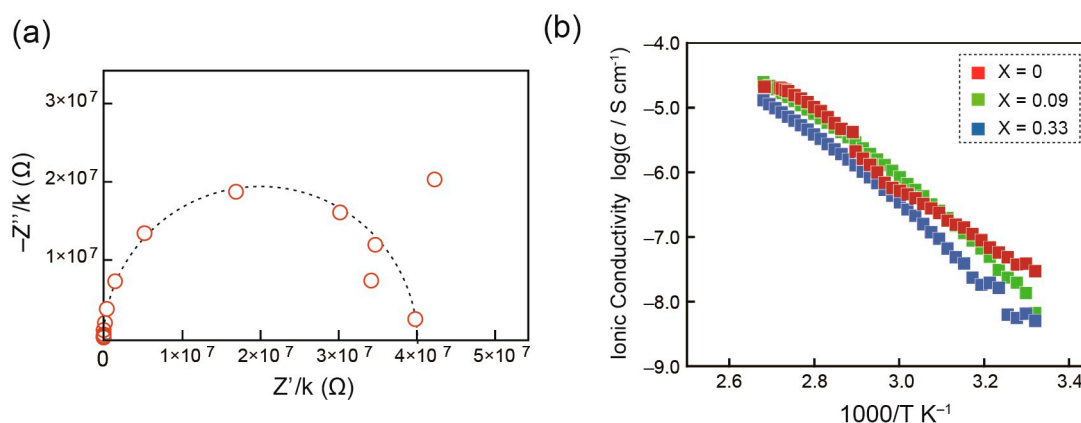 (a)
3×10⁷
2×10⁷
1×10⁷
–Z''/k (Ω)
0
1×10⁷
2×10⁷
3×10⁷
4×10⁷
5×10⁷
Z'/k (Ω)
(b)
–4.0
–5.0
–6.0
–7.0
–8.0
–9.0
Ionic Conductivity log(σ / S cm⁻¹)
X = 0
X = 0.09
X = 0.33
2.6
2.8
3.0
3.2
3.4
1000/T K⁻¹